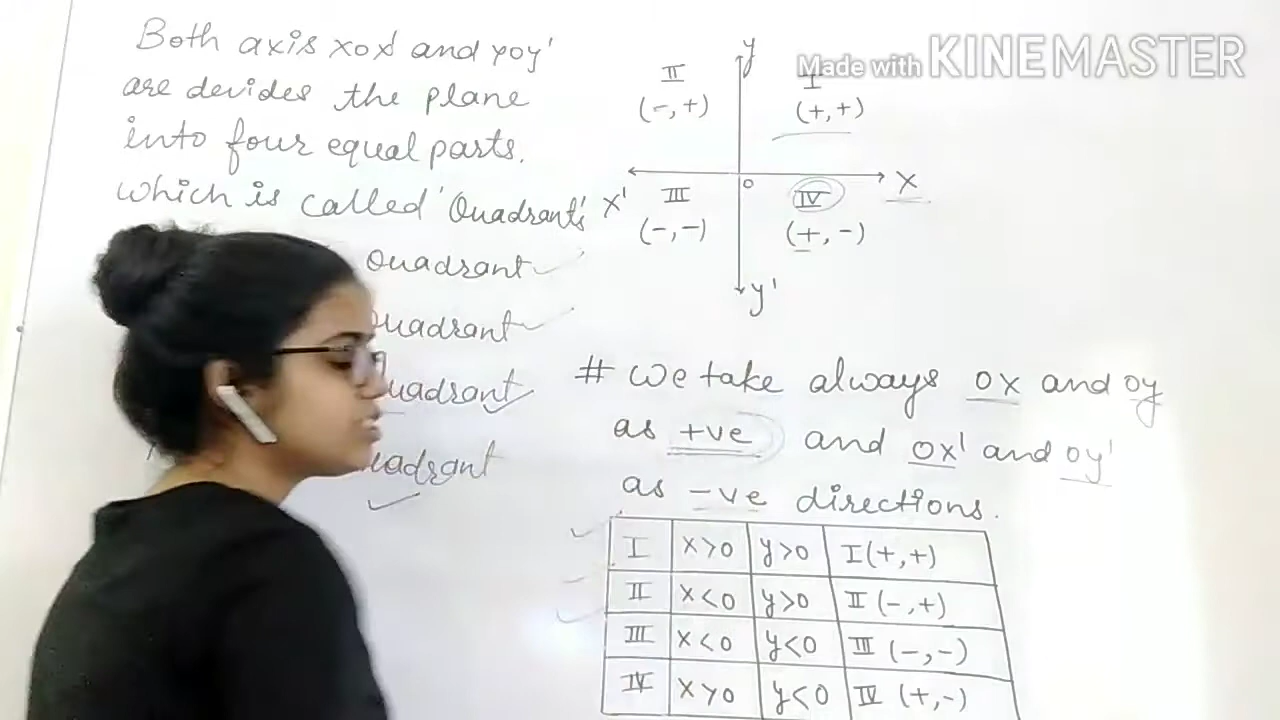 Both axis xox' and yoy'
are devides the plane
into four equal parts.
which is called 'Quadrants'
Quadrant
Quadrant
Quadrant
Quadrant
Made with KINEMASTER
y
II
I
(-,+)
(+,+)
X'
O
X
III
IV
(-,-)
(+,-)
y'
# We take always ox and oy
as +ve and ox' and oy'
as -ve directions.
I x>0 y>0 I(+,+)
II x<0 y>0 II (-,+)
III x<0 y<0 III (-,-)
IV x>0 y<0 IV (+,-)